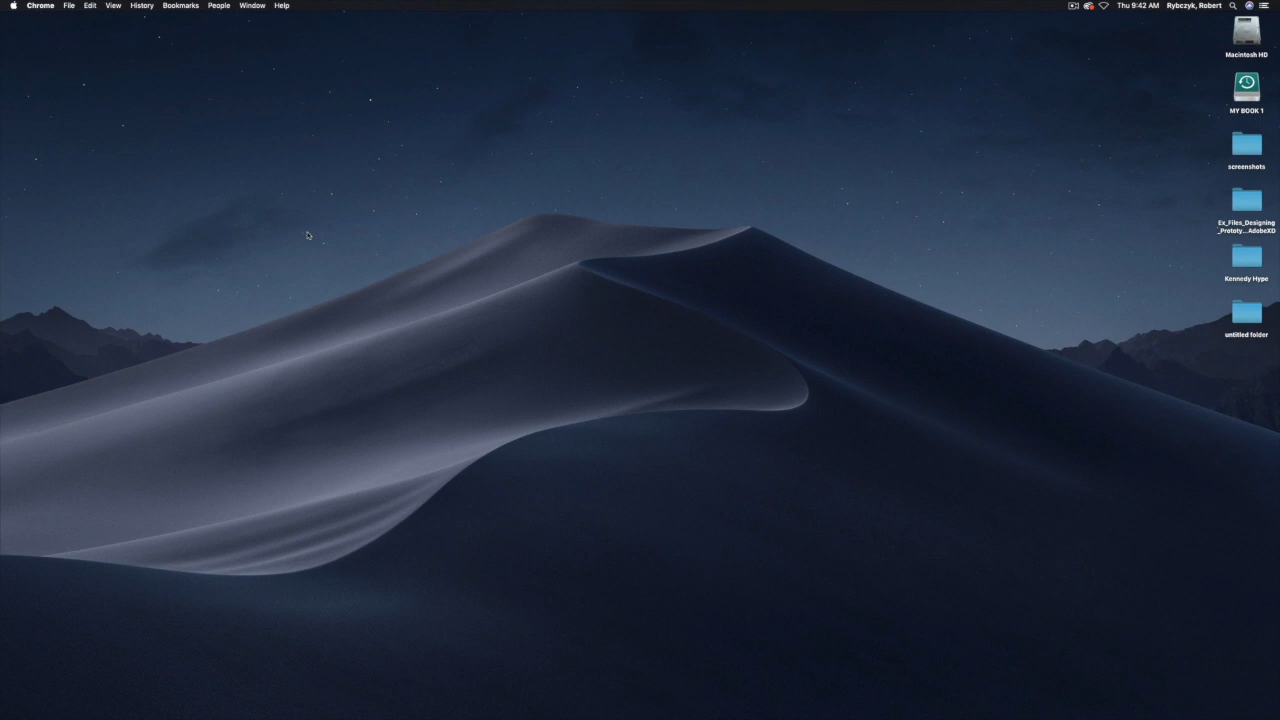 Chrome File Edit View History Bookmarks People Window Help Thu 9:42 AM Rybczyk, Robert
Macintosh HD
MY BOOK 1
screenshots
Ex_Files_Designing
_Prototy...AdobeXD
Kennedy Hype
untitled folder